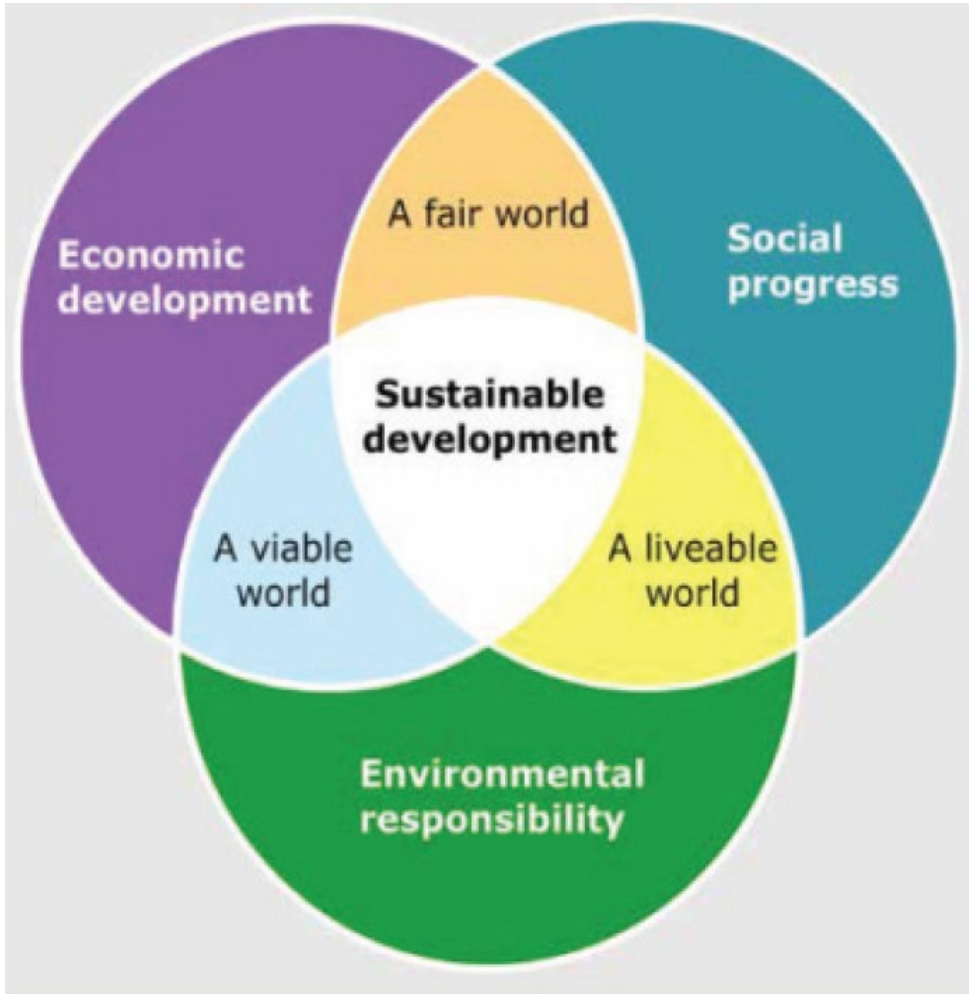 A fair world
Economic
development
Social
progress
Sustainable
development
A viable
world
A liveable
world
Environmental
responsibility